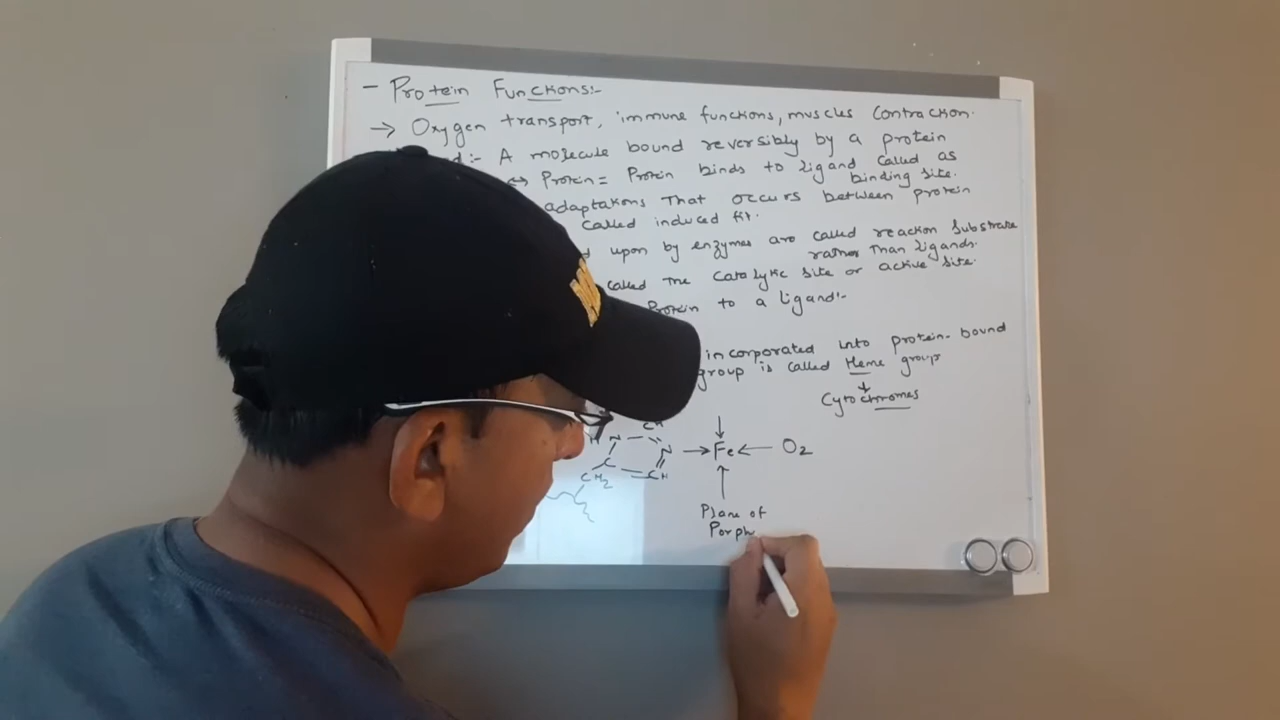 - Protein Functions:-
→ Oxygen transport, immune functions, muscles contraction.
:- A molecule bound reversibly by a protein
↔ Protein = Protein binds to ligand called as
binding site.
adaptations That occurs between protein
called induced fit.
upon by enzymes are called reaction substrate
rather Than ligands.
called The catalytic site or active site.
Protein to a ligand:-
incorporated into protein-bound
group is called Heme group
Cytochromes
CH
H N Fe ← O2
N
C CH
CH2
Plane of
Porph